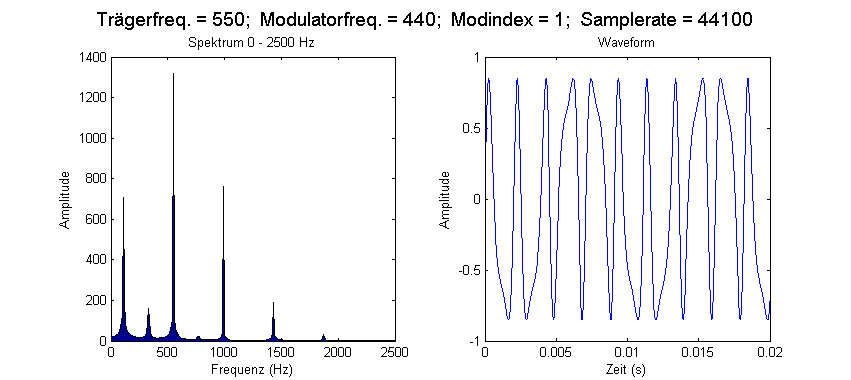 Trägerfreq. = 550;  Modulatorfreq. = 440;  Modindex = 1;  Samplerate = 44100
Spektrum 0 - 2500 Hz
1400
1200
1000
800
600
400
200
0
Amplitude
0 500 1000 1500 2000 2500
Frequenz (Hz)
Waveform
1
0.5
0
-0.5
-1
Amplitude
0 0.005 0.01 0.015 0.02
Zeit (s)